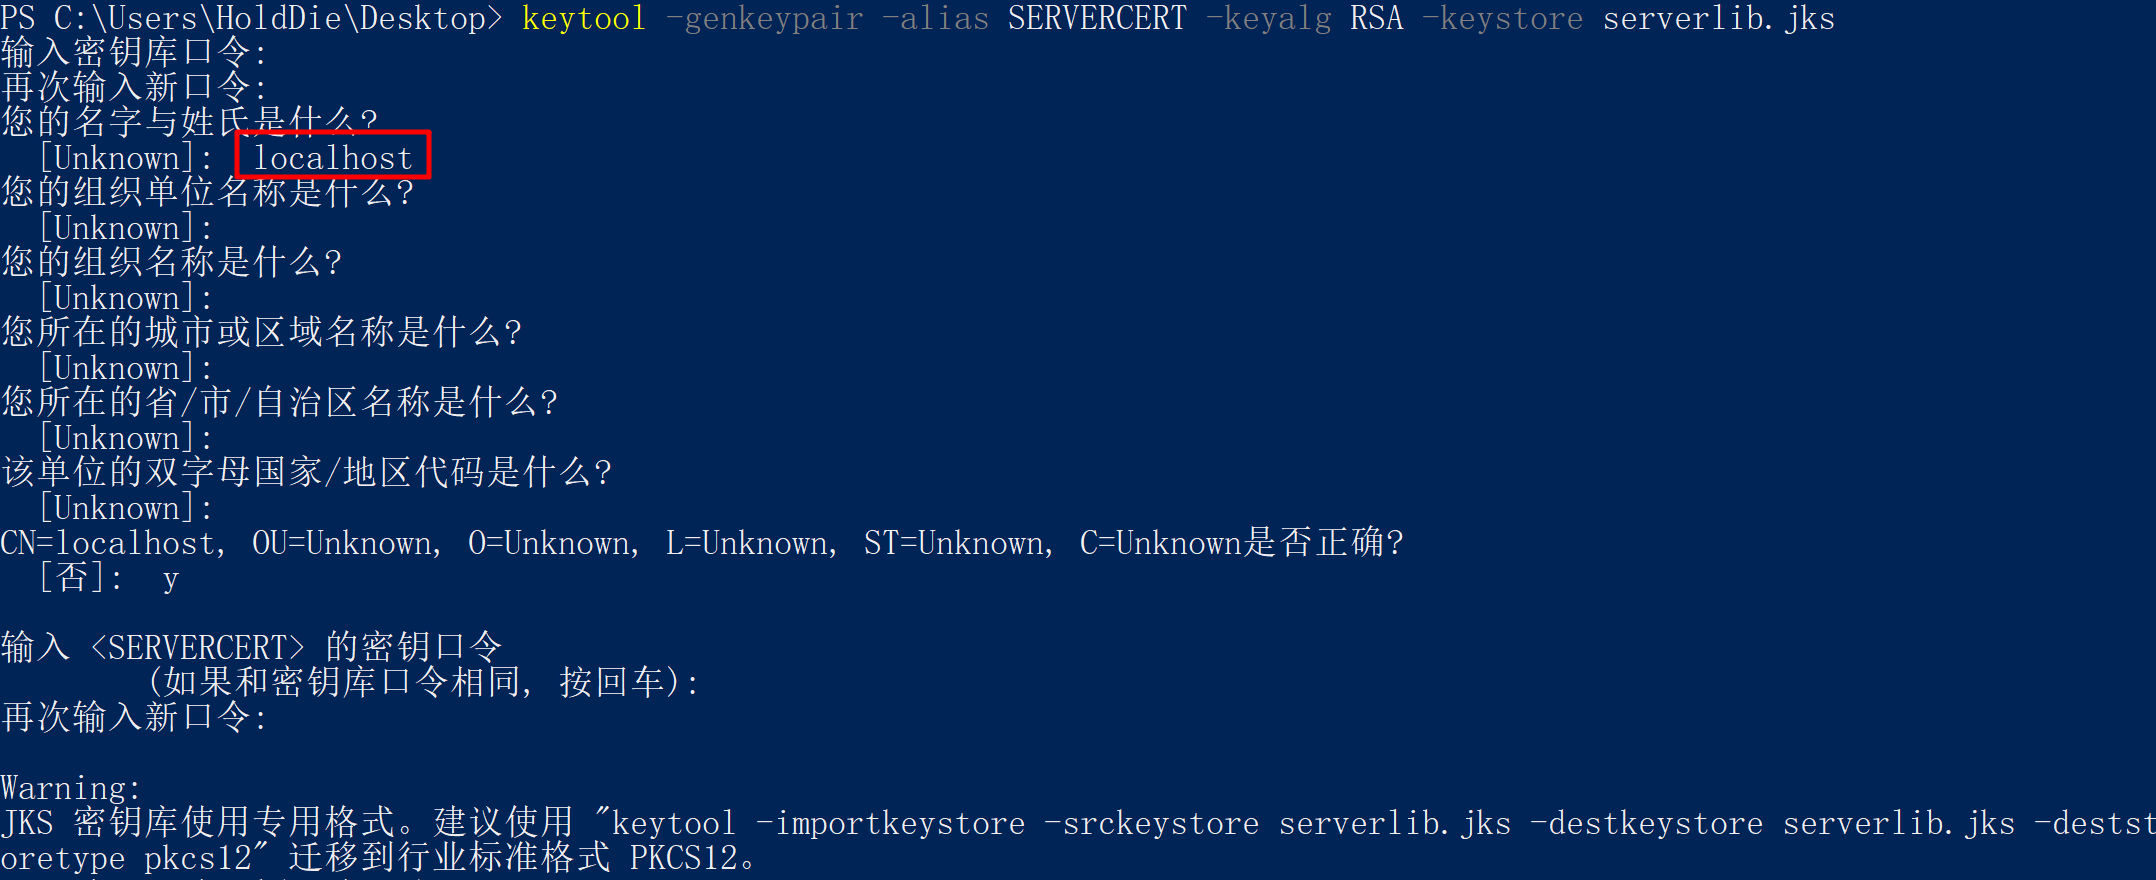 PS C:\Users\HoldDie\Desktop> keytool -genkeypair -alias SERVERCERT -keyalg RSA -keystore serverlib.jks
输入密钥库口令:
再次输入新口令:
您的名字与姓氏是什么?
  [Unknown]:  localhost
您的组织单位名称是什么?
  [Unknown]:
您的组织名称是什么?
  [Unknown]:
您所在的城市或区域名称是什么?
  [Unknown]:
您所在的省/市/自治区名称是什么?
  [Unknown]:
该单位的双字母国家/地区代码是什么?
  [Unknown]:
CN=localhost, OU=Unknown, O=Unknown, L=Unknown, ST=Unknown, C=Unknown是否正确?
  [否]:  y
输入 <SERVERCERT> 的密钥口令
        (如果和密钥库口令相同, 按回车):
再次输入新口令:
Warning:
JKS 密钥库使用专用格式。建议使用 "keytool -importkeystore -srckeystore serverlib.jks -destkeystore serverlib.jks -destst
oretype pkcs12" 迁移到行业标准格式 PKCS12。